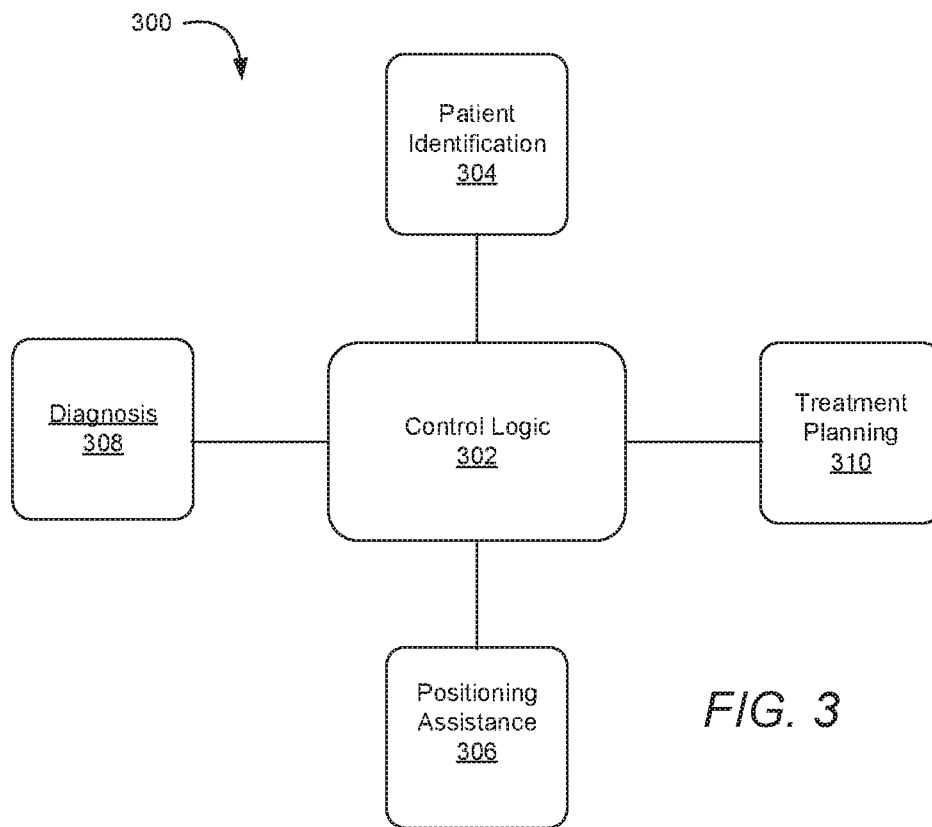 300
Patient
Identification
304
Diagnosis
308
Control Logic
302
Treatment
Planning
310
Positioning
Assistance
306
FIG. 3